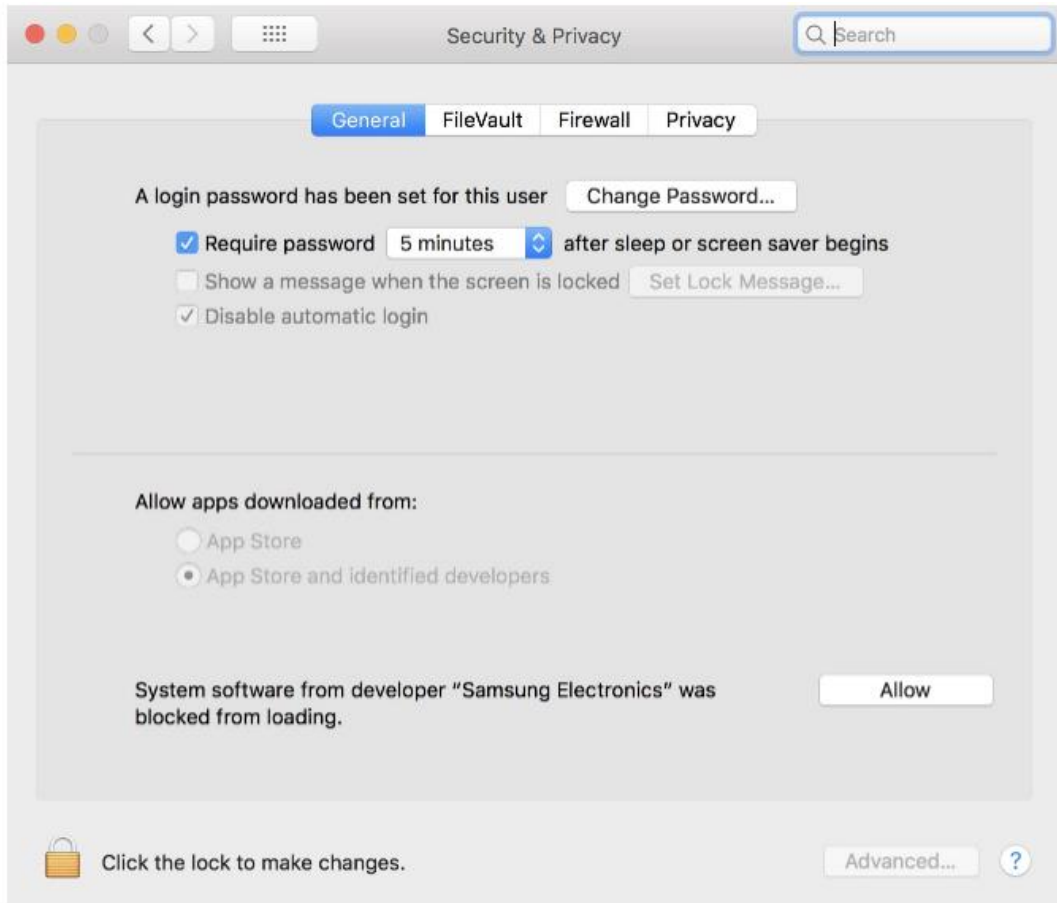 Security & Privacy
Search
General FileVault Firewall Privacy
A login password has been set for this user Change Password...
Require password 5 minutes after sleep or screen saver begins
Show a message when the screen is locked Set Lock Message...
Disable automatic login
Allow apps downloaded from:
App Store
App Store and identified developers
System software from developer “Samsung Electronics” was
blocked from loading.
Allow
Click the lock to make changes.
Advanced... ?